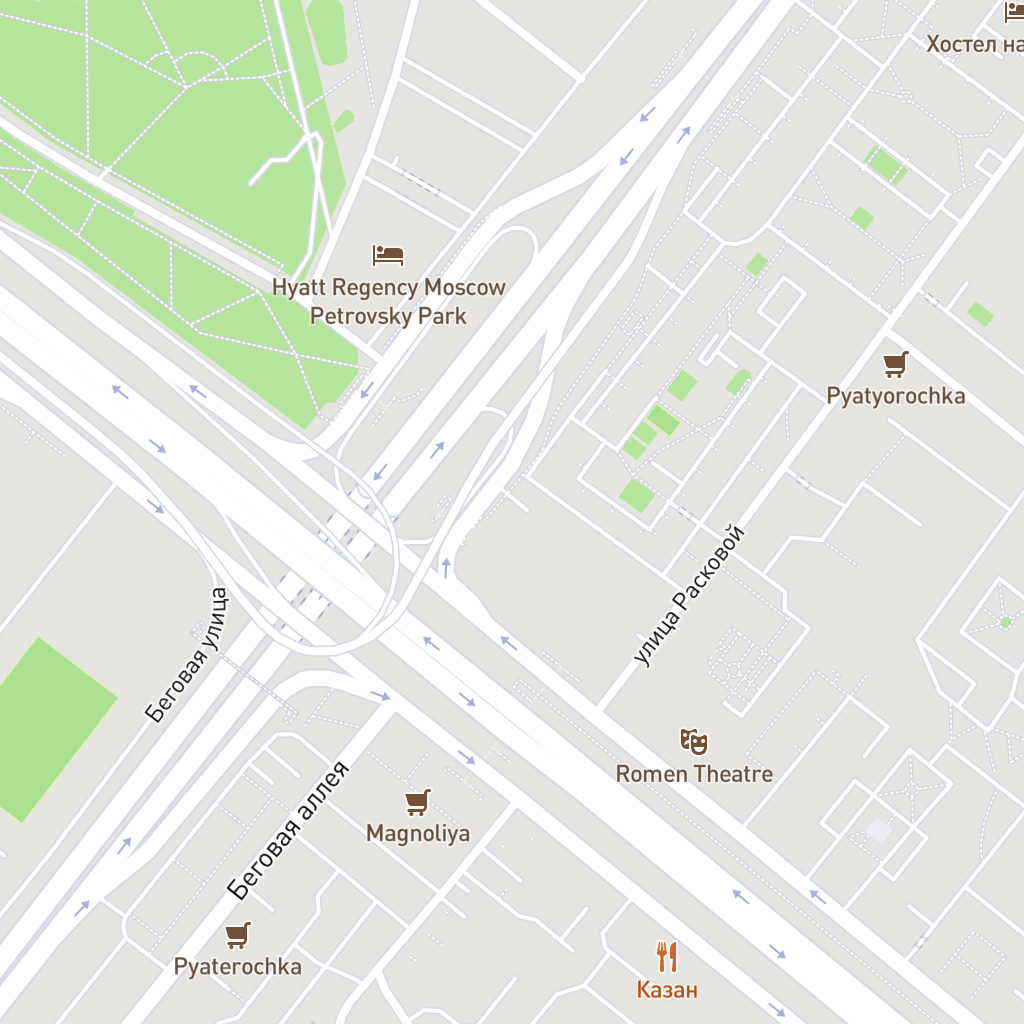 Хостел на
Hyatt Regency Moscow
Petrovsky Park
Pyatyorochka
улица Расковой
Беговая улица
Romen Theatre
Беговая аллея
Magnoliya
Pyaterochka
Казан